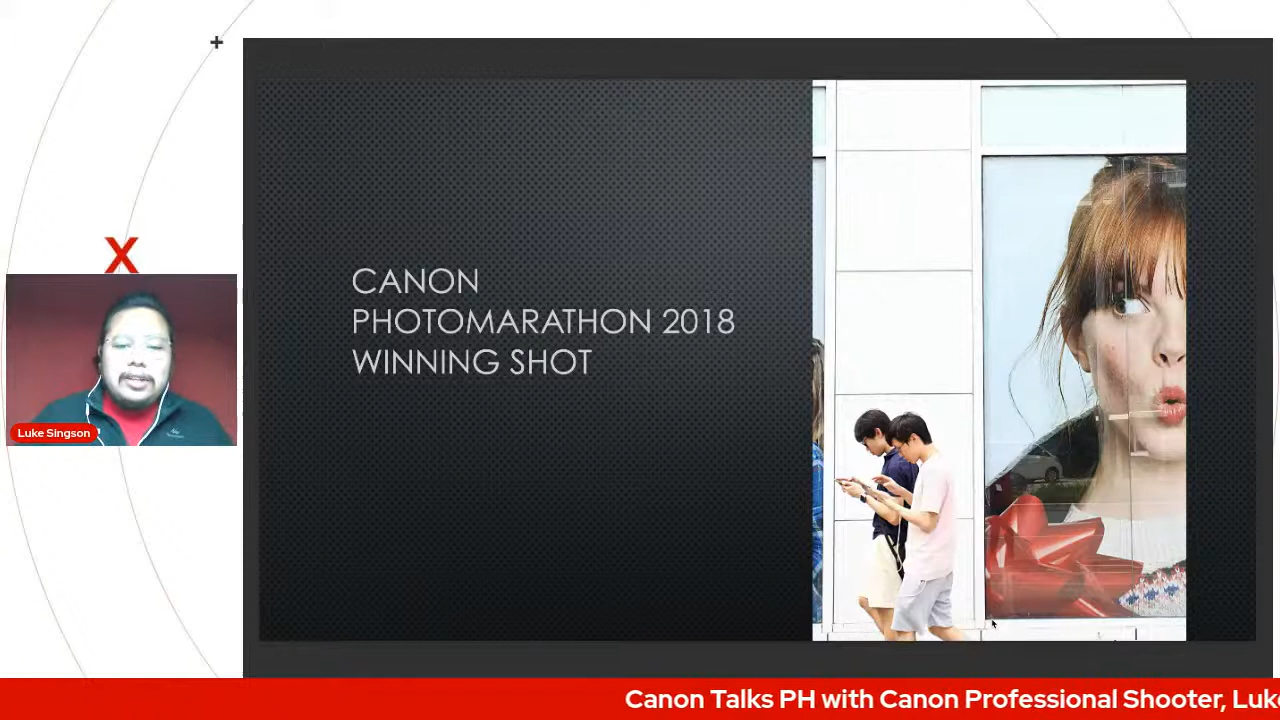 X
Luke Singson
CANON
PHOTOMARATHON 2018
WINNING SHOT
Canon Talks PH with Canon Professional Shooter, Luk